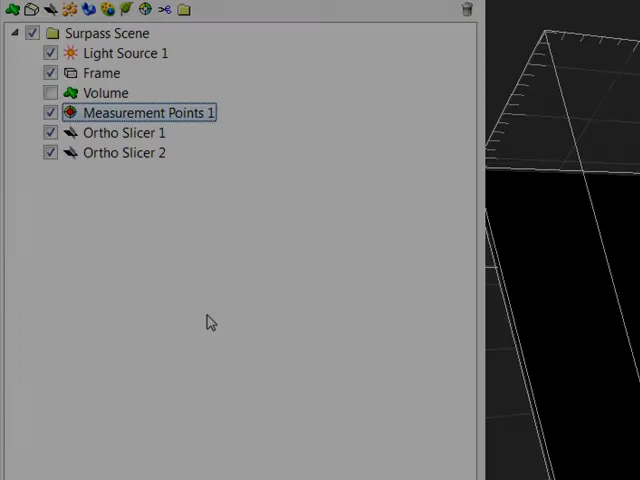 Surpass Scene
Light Source 1
Frame
Volume
Measurement Points 1
Ortho Slicer 1
Ortho Slicer 2